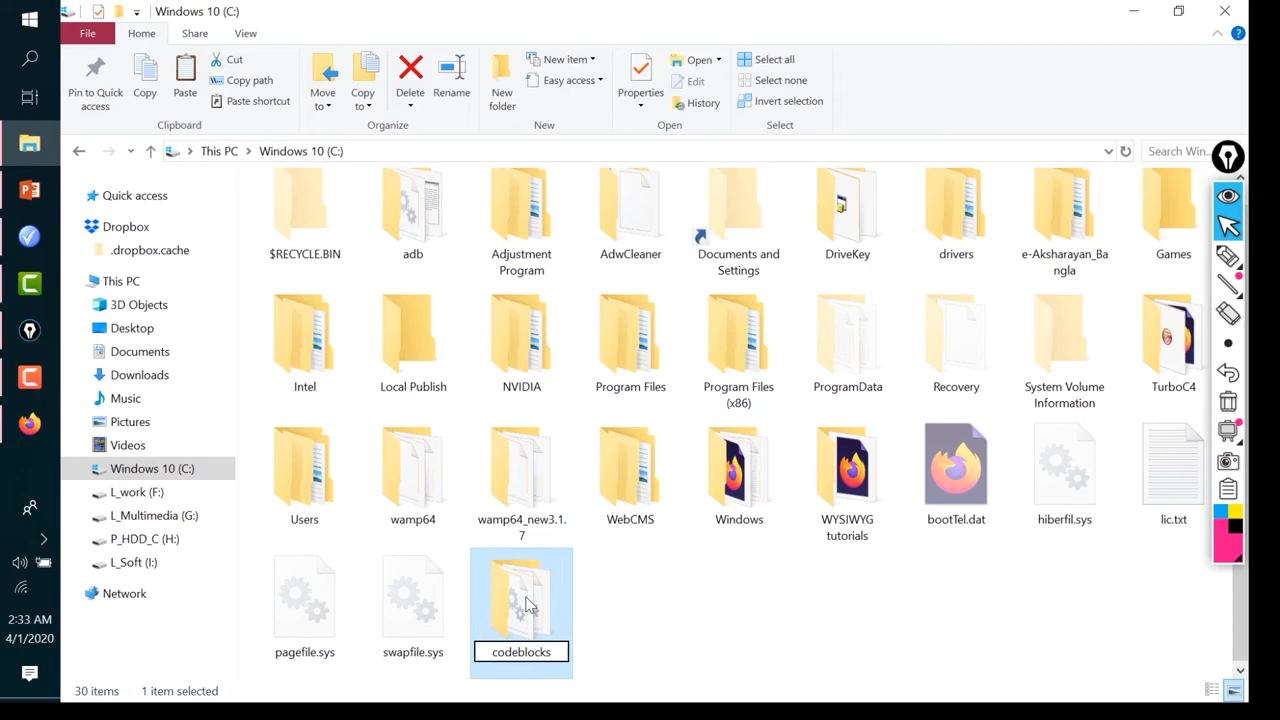 Windows 10 (C:)
File
Home
Share
View
Pin to Quick
access
Copy
Paste
Cut
Copy path
Paste shortcut
Clipboard
Move
to
Copy
to
Delete
Rename
Organize
New
folder
New item
Easy access
New
Properties
Open
Edit
History
Open
Select all
Select none
Invert selection
Select
This PC
Windows 10 (C:)
Search Win...
Quick access
Dropbox
.dropbox.cache
This PC
3D Objects
Desktop
Documents
Downloads
Music
Pictures
Videos
Windows 10 (C:)
L_work (F:)
L_Multimedia (G:)
P_HDD_C (H:)
L_Soft (I:)
Network
$RECYCLE.BIN
adb
Adjustment
Program
AdwCleaner
Documents and
Settings
DriveKey
drivers
e-Aksharayan_Ba
ngla
Games
Intel
Local Publish
NVIDIA
Program Files
Program Files
(x86)
ProgramData
Recovery
System Volume
Information
TurboC4
Users
wamp64
wamp64_new3.1.
7
WebCMS
Windows
WYSIWYG
tutorials
bootTel.dat
hiberfil.sys
lic.txt
pagefile.sys
swapfile.sys
codeblocks
2:33 AM
4/1/2020
30 items
1 item selected